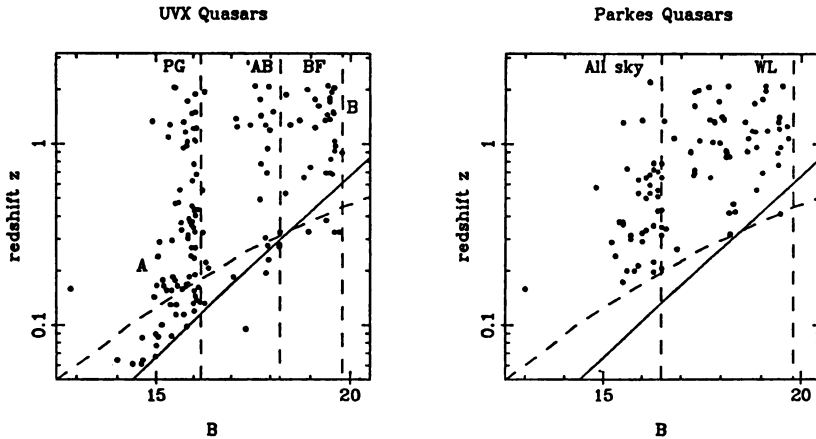 UVX Quasars
PG 'AB BF
B
A
redshift z
1
0.1
15 20
B
Parkes Quasars
All sky WL
redshift z
1
0.1
15 20
B